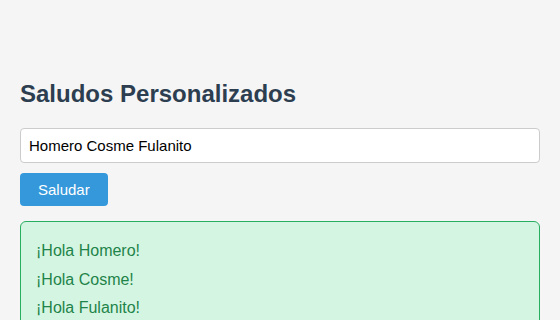 Saludos Personalizados
Homero Cosme Fulanito
Saludar
¡Hola Homero!
¡Hola Cosme!
¡Hola Fulanito!